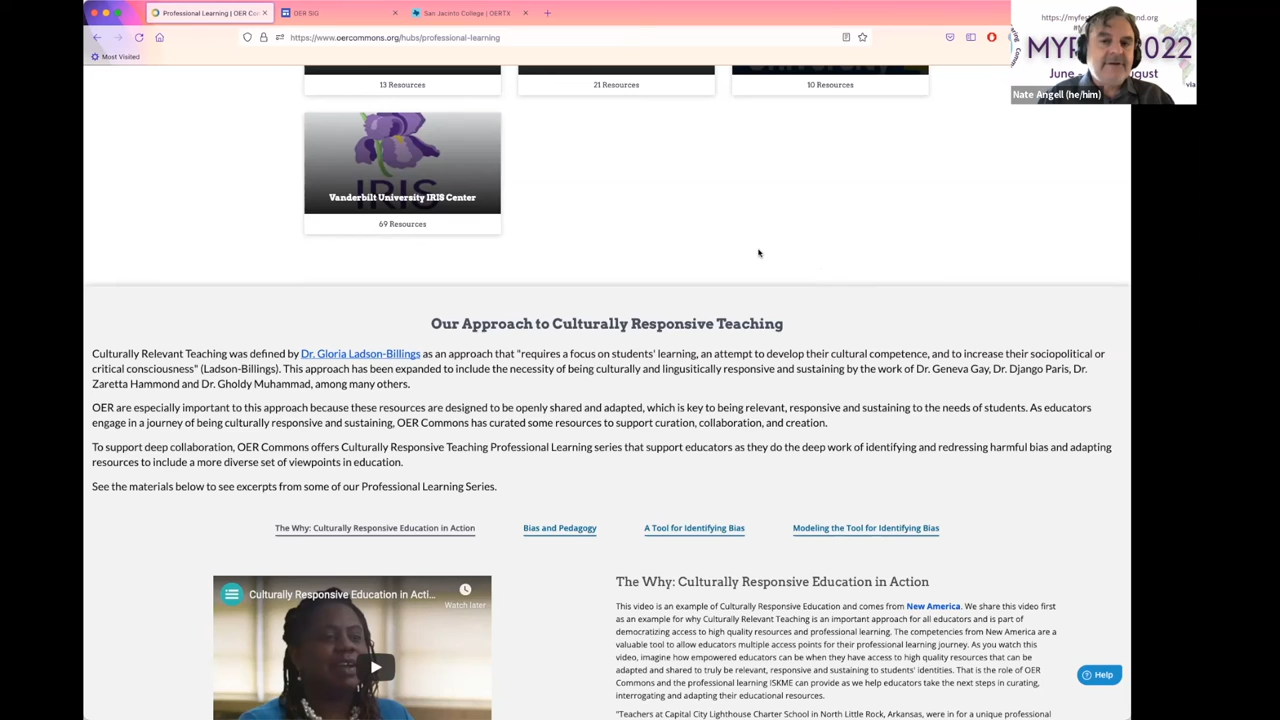 Professional Learning | OER Co
OER SIG
San Jacinto College | OERTX
https://www.oercommons.org/hubs/professional-learning
Most Visited
2022
June
August
via
Nate Angell (he/him)
13 Resources
21 Resources
10 Resources
IRIS
Vanderbilt University IRIS Center
69 Resources
Our Approach to Culturally Responsive Teaching
Culturally Relevant Teaching was defined by Dr. Gloria Ladson-Billings as an approach that "requires a focus on students' learning, an attempt to develop their cultural competence, and to increase their sociopolitical or
critical consciousness" (Ladson-Billings). This approach has been expanded to include the necessity of being culturally and lingusitically responsive and sustaining by the work of Dr. Geneva Gay, Dr. Django Paris, Dr.
Zaretta Hammond and Dr. Gholdy Muhammad, among many others.
OER are especially important to this approach because these resources are designed to be openly shared and adapted, which is key to being relevant, responsive and sustaining to the needs of students. As educators
engage in a journey of being culturally responsive and sustaining, OER Commons has curated some resources to support curation, collaboration, and creation.
To support deep collaboration, OER Commons offers Culturally Responsive Teaching Professional Learning series that support educators as they do the deep work of identifying and redressing harmful bias and adapting
resources to include a more diverse set of viewpoints in education.
See the materials below to see excerpts from some of our Professional Learning Series.
The Why: Culturally Responsive Education in Action
Bias and Pedagogy
A Tool for Identifying Bias
Modeling the Tool for Identifying Bias
Culturally Responsive Education in Acti...
Watch later
The Why: Culturally Responsive Education in Action
This video is an example of Culturally Responsive Education and comes from New America. We share this video first
as an example for why Culturally Relevant Teaching is an important approach for all educators and is part of
democratizing access to high quality resources and professional learning. The competencies from New America are a
valuable tool to allow educators multiple access points for their professional learning journey. As you watch this
video, imagine how empowered educators can be when they have access to high quality resources that can be
adapted and shared to truly be relevant, responsive and sustaining to students' identities. That is the role of OER
Commons and the professional learning ISKME can provide as we help educators take the next steps in curating,
interrogating and adapting their educational resources.
"Teachers at Capital City Lighthouse Charter School in North Little Rock, Arkansas, were in for a unique professional
Help